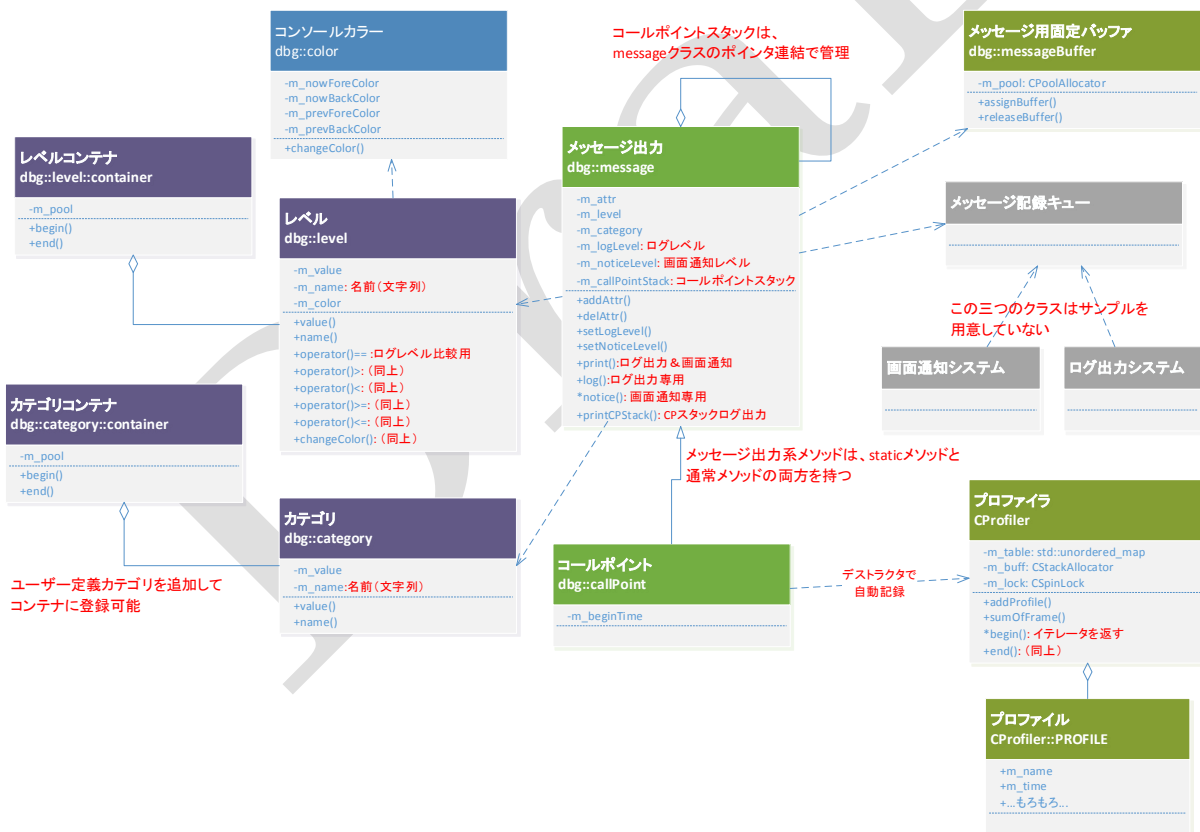 コンソールカラー
dbg::color
-m_nowForeColor
-m_nowBackColor
-m_prevForeColor
-m_prevBackColor
+changeColor()
コールポイントスタックは、
messageクラスのポインタ連結で管理
メッセージ用固定バッファ
dbg::messageBuffer
-m_pool: CPoolAllocator
+assignBuffer()
+releaseBuffer()
レベルコンテナ
dbg::level::container
-m_pool
+begin()
+end()
レベル
dbg::level
-m_value
-m_name: 名前(文字列)
-m_color
+value()
+name()
+operator()== :ログレベル比較用
+operator()>: (同上)
+operator()<: (同上)
+operator()>=: (同上)
+operator()<=: (同上)
+changeColor(): (同上)
メッセージ出力
dbg::message
-m_attr
-m_level
-m_category
-m_logLevel: ログレベル
-m_noticeLevel: 画面通知レベル
-m_callPointStack: コールポイントスタック
+addAttr()
+delAttr()
+setLogLevel()
+setNoticeLevel()
+print():ログ出力&画面通知
+log():ログ出力専用
*notice(): 画面通知専用
+printCPStack(): CPスタックログ出力
メッセージ記録キュー
この三つのクラスはサンプルを
用意していない
画面通知システム
ログ出力システム
カテゴリコンテナ
dbg::category::container
-m_pool
+begin()
+end()
メッセージ出力系メソッドは、staticメソッドと
通常メソッドの両方を持つ
カテゴリ
dbg::category
-m_value
-m_name:名前(文字列)
+value()
+name()
ユーザー定義カテゴリを追加して
コンテナに登録可能
コールポイント
dbg::callPoint
-m_beginTime
デストラクタで
自動記録
プロファイラ
CProfiler
-m_table: std::unordered_map
-m_buff: CStackAllocator
-m_lock: CSpinLock
+addProfile()
+sumOfFrame()
*begin(): イテレータを返す
+end(): (同上)
プロファイル
CProfiler::PROFILE
+m_name
+m_time
+...もろもろ...